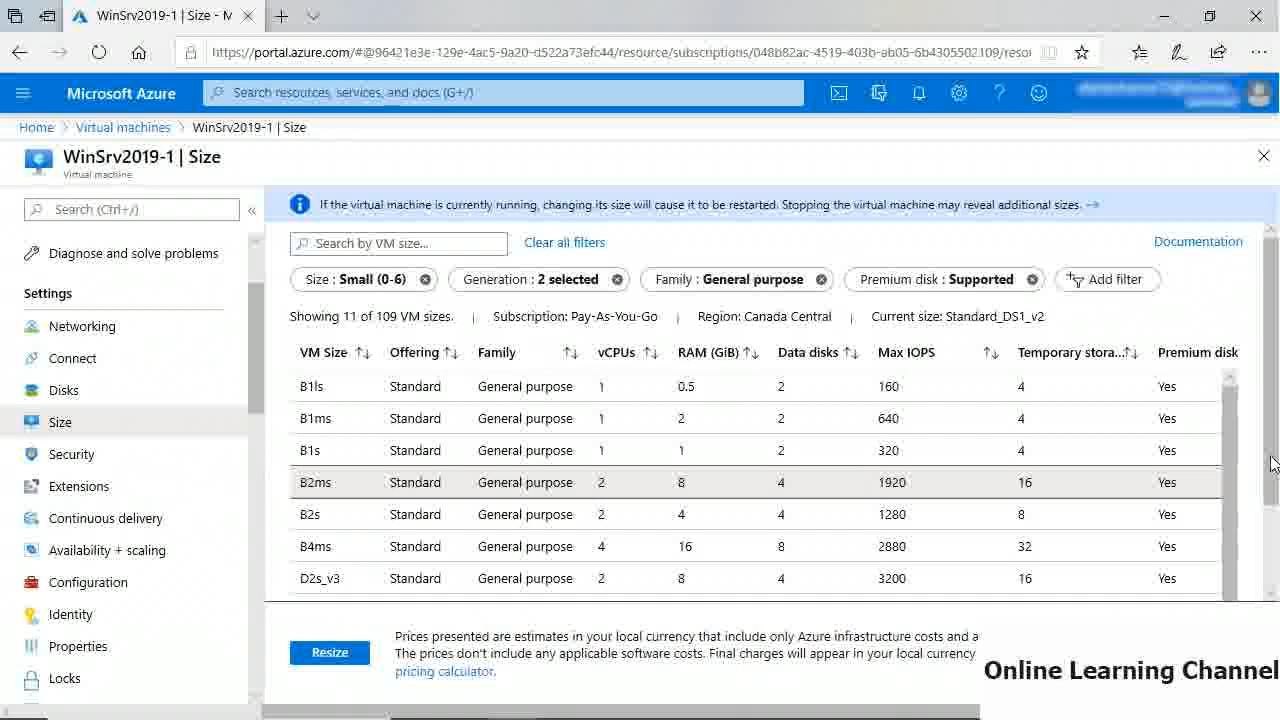 WinSrv2019-1 | Size - M
https://portal.azure.com/#@96421e3e-129e-4ac5-9a20-d522a73efc44/resource/subscriptions/048b82ac-4519-403b-ab05-6b4305502109/resou
Microsoft Azure
Search resources, services, and docs (G+/)
Home > Virtual machines > WinSrv2019-1 | Size
WinSrv2019-1 | Size
Virtual machine
Search (Ctrl+/)
Diagnose and solve problems
Settings
Networking
Connect
Disks
Size
Security
Extensions
Continuous delivery
Availability + scaling
Configuration
Identity
Properties
Locks
If the virtual machine is currently running, changing its size will cause it to be restarted. Stopping the virtual machine may reveal additional sizes. →
Search by VM size...
Clear all filters
Documentation
Size : Small (0-6) Generation : 2 selected Family : General purpose Premium disk : Supported Add filter
Showing 11 of 109 VM sizes. | Subscription: Pay-As-You-Go | Region: Canada Central | Current size: Standard_DS1_v2
VM Size Offering Family vCPUs RAM (GiB) Data disks Max IOPS Temporary stora... Premium disk
B1ls Standard General purpose 1 0.5 2 160 4 Yes
B1ms Standard General purpose 1 2 2 640 4 Yes
B1s Standard General purpose 1 1 2 320 4 Yes
B2ms Standard General purpose 2 8 4 1920 16 Yes
B2s Standard General purpose 2 4 4 1280 8 Yes
B4ms Standard General purpose 4 16 8 2880 32 Yes
D2s_v3 Standard General purpose 2 8 4 3200 16 Yes
Resize
Prices presented are estimates in your local currency that include only Azure infrastructure costs and a
The prices don't include any applicable software costs. Final charges will appear in your local currency
pricing calculator.
Online Learning Channel